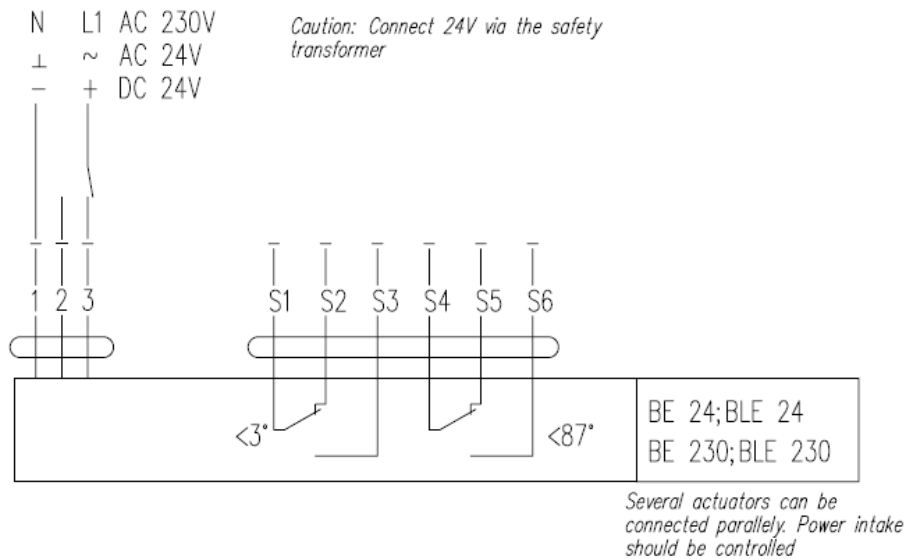 N L1 AC 230V
⊥ ~ AC 24V
− + DC 24V
Caution: Connect 24V via the safety
transformer
1 2 3 S1 S2 S3 S4 S5 S6
<3° <87°
BE 24;BLE 24
BE 230;BLE 230
Several actuators can be
connected parallely. Power intake
should be controlled